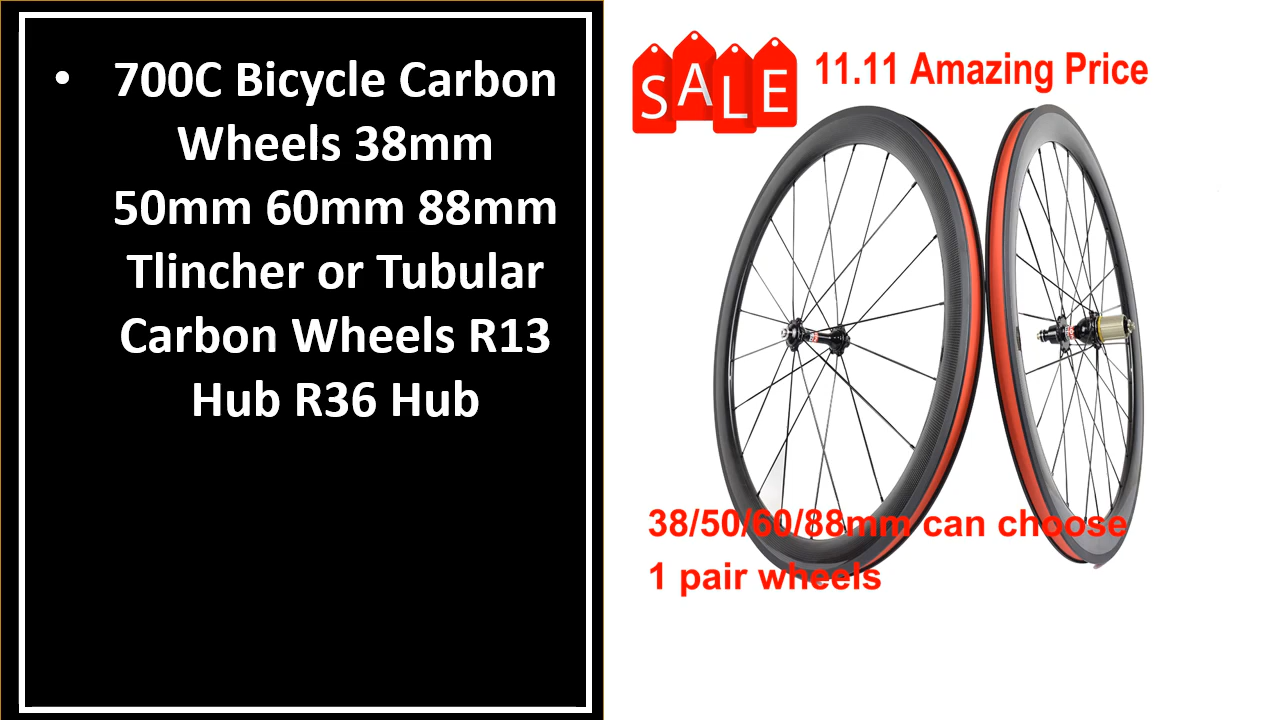 • 700C Bicycle Carbon
Wheels 38mm
50mm 60mm 88mm
Tlincher or Tubular
Carbon Wheels R13
Hub R36 Hub
SALE
11.11 Amazing Price
38/50/60/88mm can choose
1 pair wheels